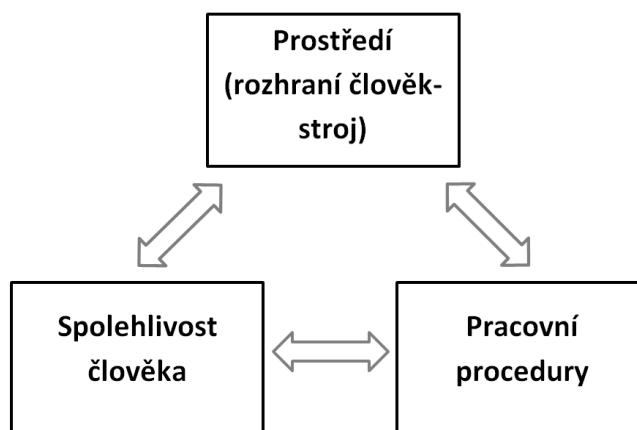 Prostředí
(rozhraní člověk-
stroj)
Spolehlivost
člověka
Pracovní
procedury